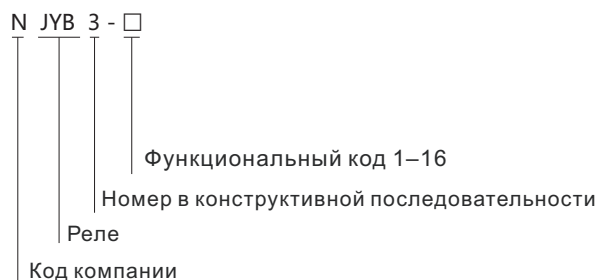 N JYB 3 - □
Функциональный код 1–16
Номер в конструктивной последовательности
Реле
Код компании